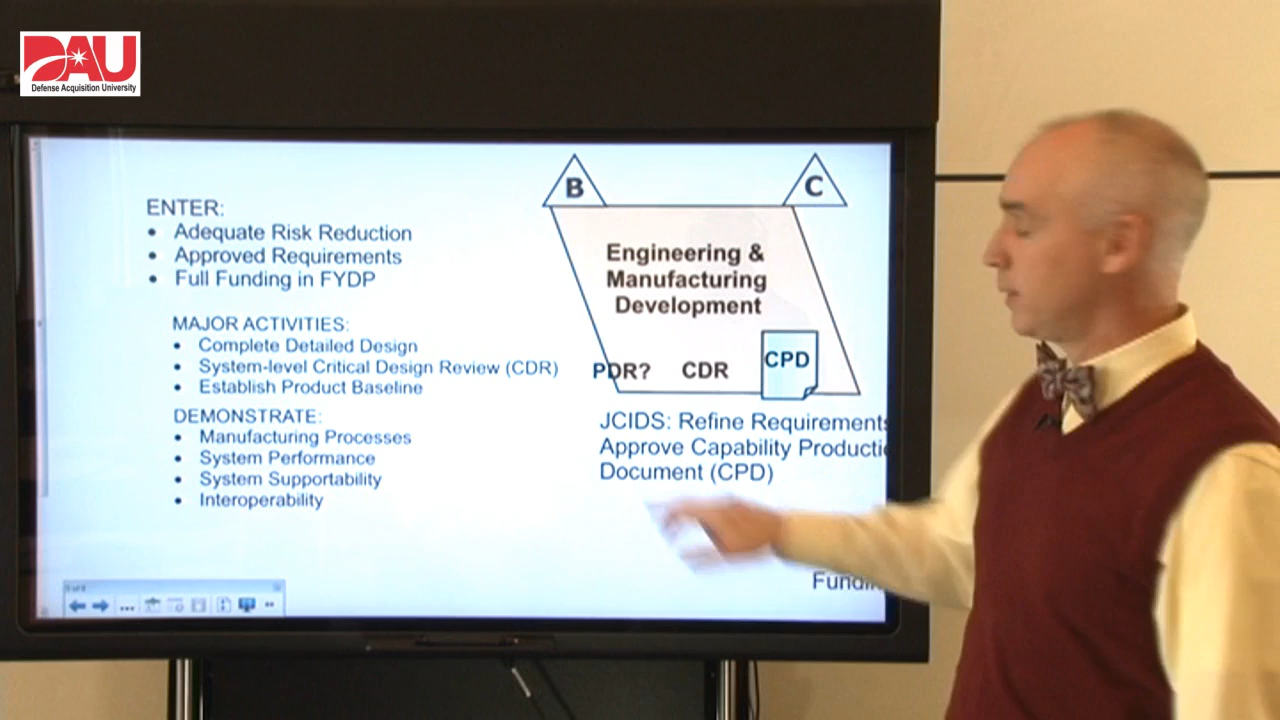 DAU
Defense Acquisition University
ENTER:
• Adequate Risk Reduction
• Approved Requirements
• Full Funding in FYDP
MAJOR ACTIVITIES:
• Complete Detailed Design
• System-level Critical Design Review (CDR)
• Establish Product Baseline
DEMONSTRATE:
• Manufacturing Processes
• System Performance
• System Supportability
• Interoperability
B
C
Engineering &
Manufacturing
Development
PDR? CDR CPD
JCIDS: Refine Requirements
Approve Capability Producti
Document (CPD)